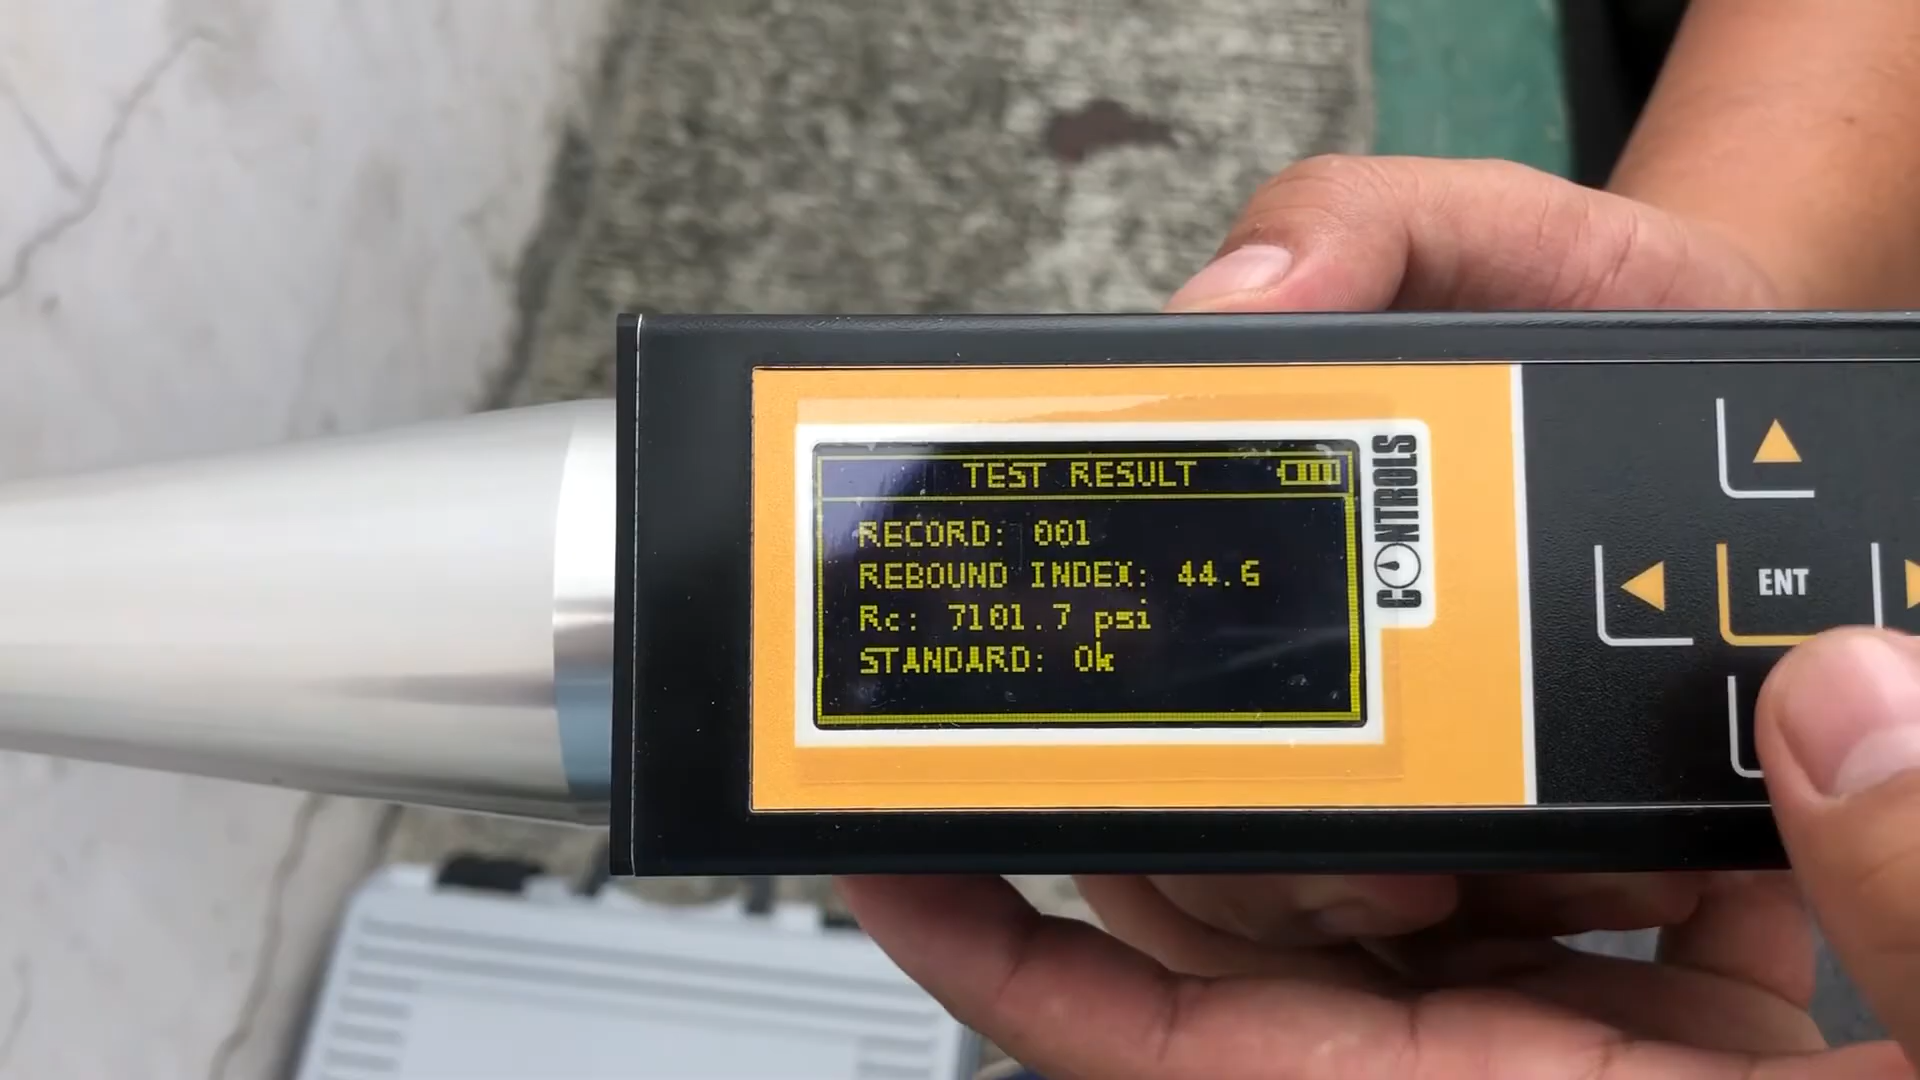 TEST RESULT
RECORD: 001
REBOUND INDEX: 44.6
Rc: 7101.7 psi
STANDARD: Ok
CONTROLS
ENT